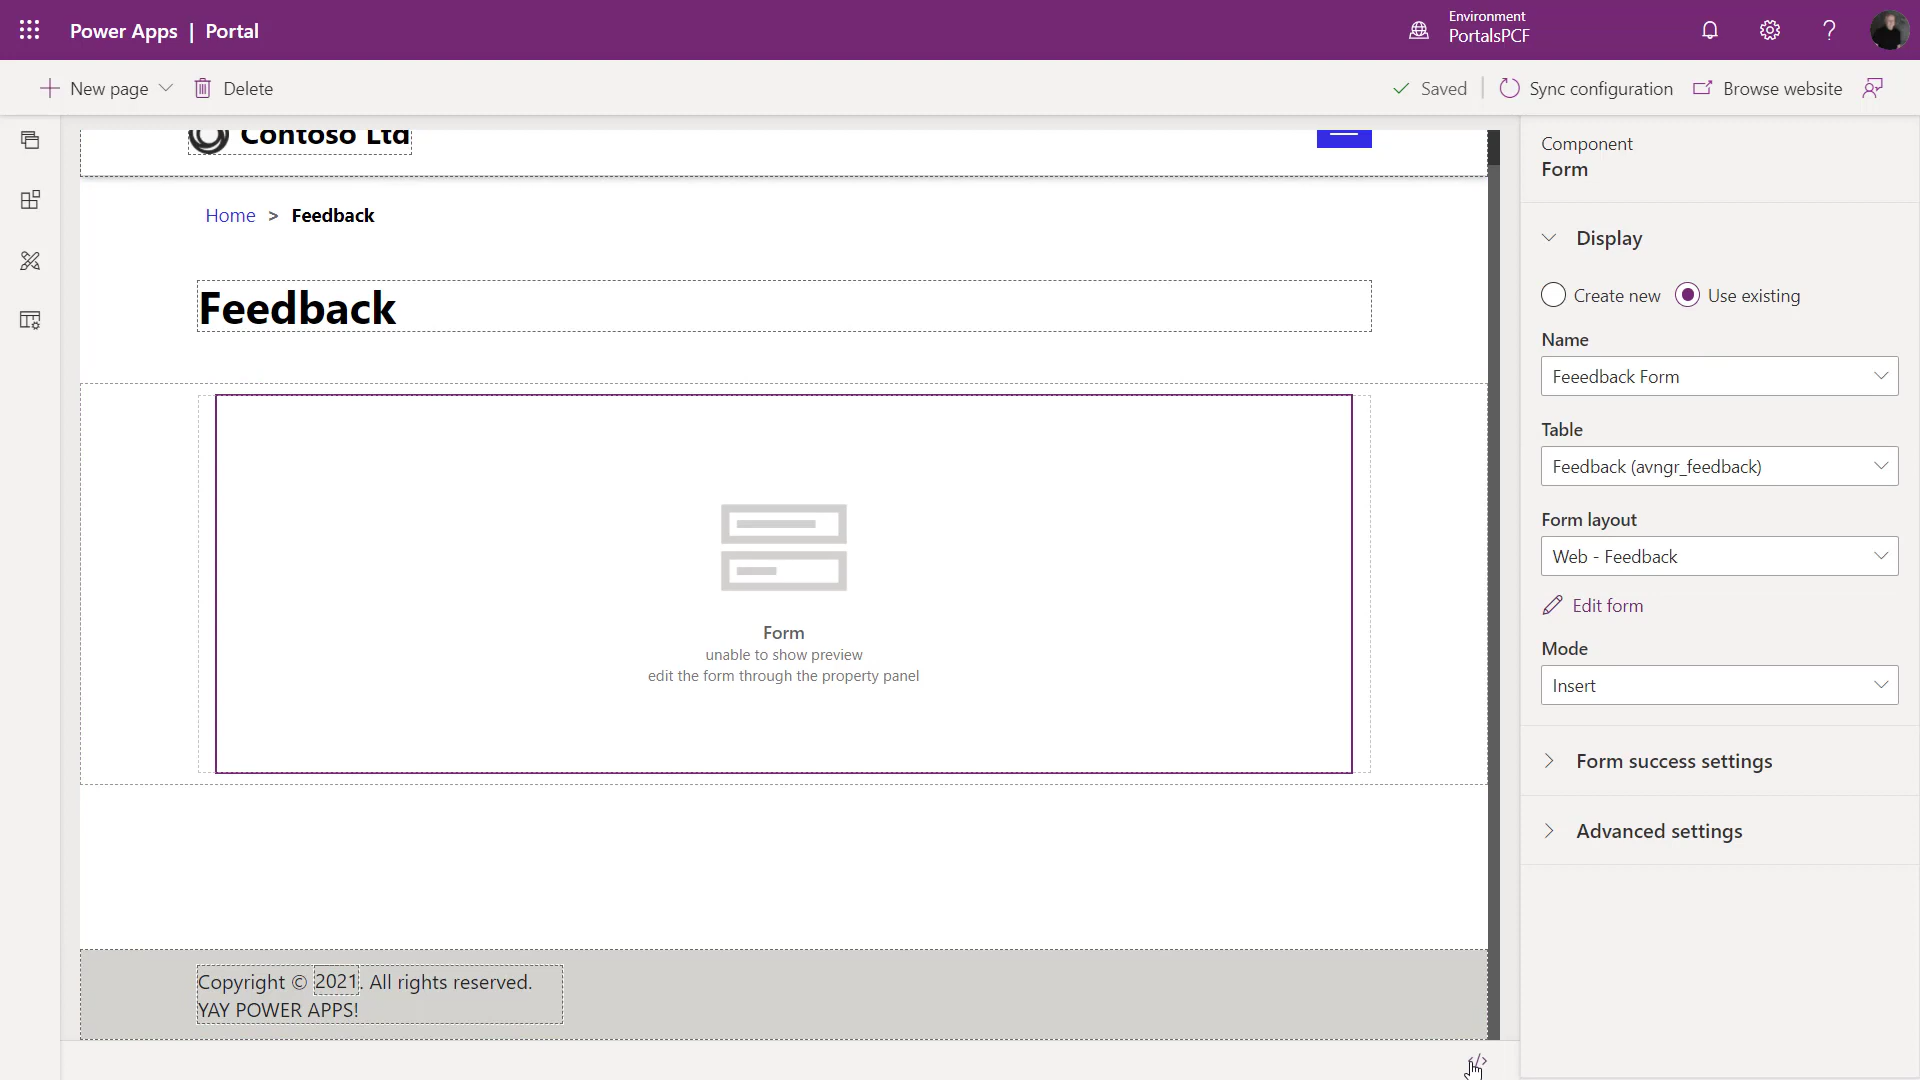 Power Apps | Portal
Environment
PortalsPCF
New page
Delete
Saved
Sync configuration
Browse website
Contoso Ltd
Home > Feedback
Feedback
Form
unable to show preview
edit the form through the property panel
Copyright © 2021. All rights reserved.
YAY POWER APPS!
Component
Form
Display
Create new
Use existing
Name
Feeedback Form
Table
Feedback (avngr_feedback)
Form layout
Web - Feedback
Edit form
Mode
Insert
Form success settings
Advanced settings